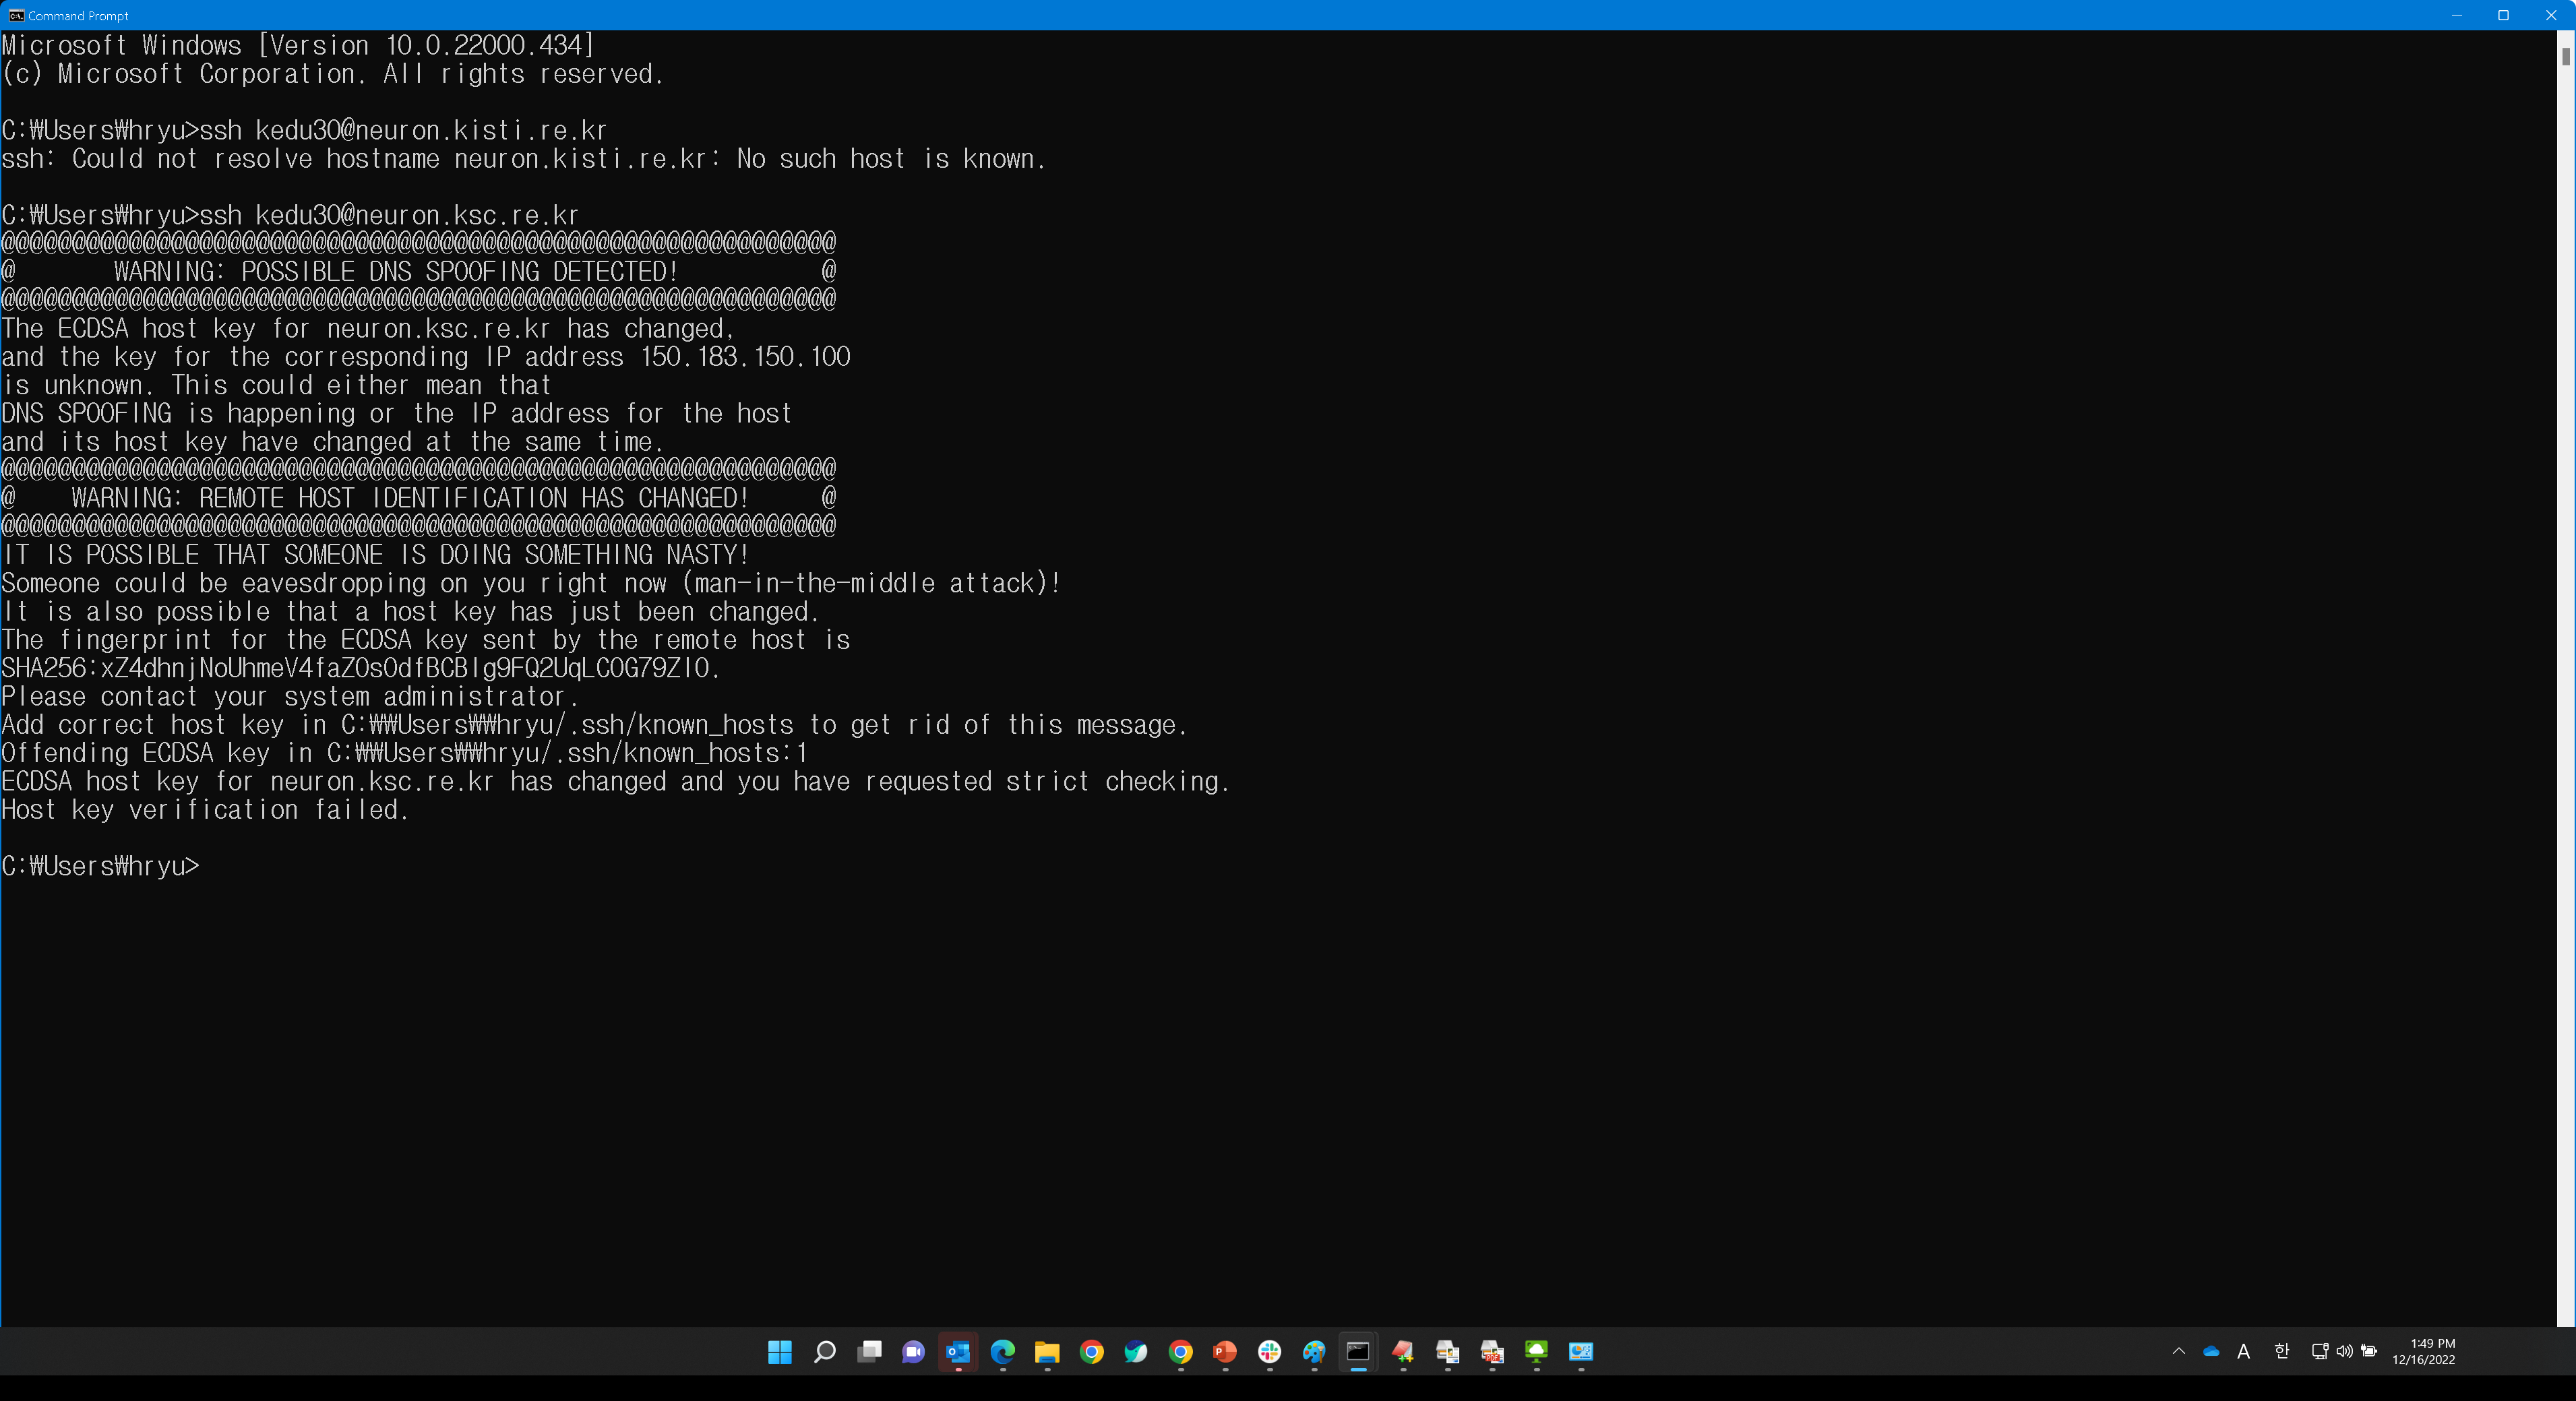 Command Prompt
Microsoft Windows [Version 10.0.22000.434]
(c) Microsoft Corporation. All rights reserved.
C:₩Users₩hryu>ssh kedu30@neuron.kisti.re.kr
ssh: Could not resolve hostname neuron.kisti.re.kr: No such host is known.
C:₩Users₩hryu>ssh kedu30@neuron.ksc.re.kr
@@@@@@@@@@@@@@@@@@@@@@@@@@@@@@@@@@@@@@@@@@@@@@@@@@@@@@@@@@@
@       WARNING: POSSIBLE DNS SPOOFING DETECTED!          @
@@@@@@@@@@@@@@@@@@@@@@@@@@@@@@@@@@@@@@@@@@@@@@@@@@@@@@@@@@@
The ECDSA host key for neuron.ksc.re.kr has changed,
and the key for the corresponding IP address 150.183.150.100
is unknown. This could either mean that
DNS SPOOFING is happening or the IP address for the host
and its host key have changed at the same time.
@@@@@@@@@@@@@@@@@@@@@@@@@@@@@@@@@@@@@@@@@@@@@@@@@@@@@@@@@@@
@    WARNING: REMOTE HOST IDENTIFICATION HAS CHANGED!     @
@@@@@@@@@@@@@@@@@@@@@@@@@@@@@@@@@@@@@@@@@@@@@@@@@@@@@@@@@@@
IT IS POSSIBLE THAT SOMEONE IS DOING SOMETHING NASTY!
Someone could be eavesdropping on you right now (man-in-the-middle attack)!
It is also possible that a host key has just been changed.
The fingerprint for the ECDSA key sent by the remote host is
SHA256:xZ4dhnjNoUhmeV4faZOsOdfBCBIg9FQ2UqLCOG79ZI0.
Please contact your system administrator.
Add correct host key in C:₩₩Users₩₩hryu/.ssh/known_hosts to get rid of this message.
Offending ECDSA key in C:₩₩Users₩₩hryu/.ssh/known_hosts:1
ECDSA host key for neuron.ksc.re.kr has changed and you have requested strict checking.
Host key verification failed.
C:₩Users₩hryu>
A 한 1:49 PM
12/16/2022